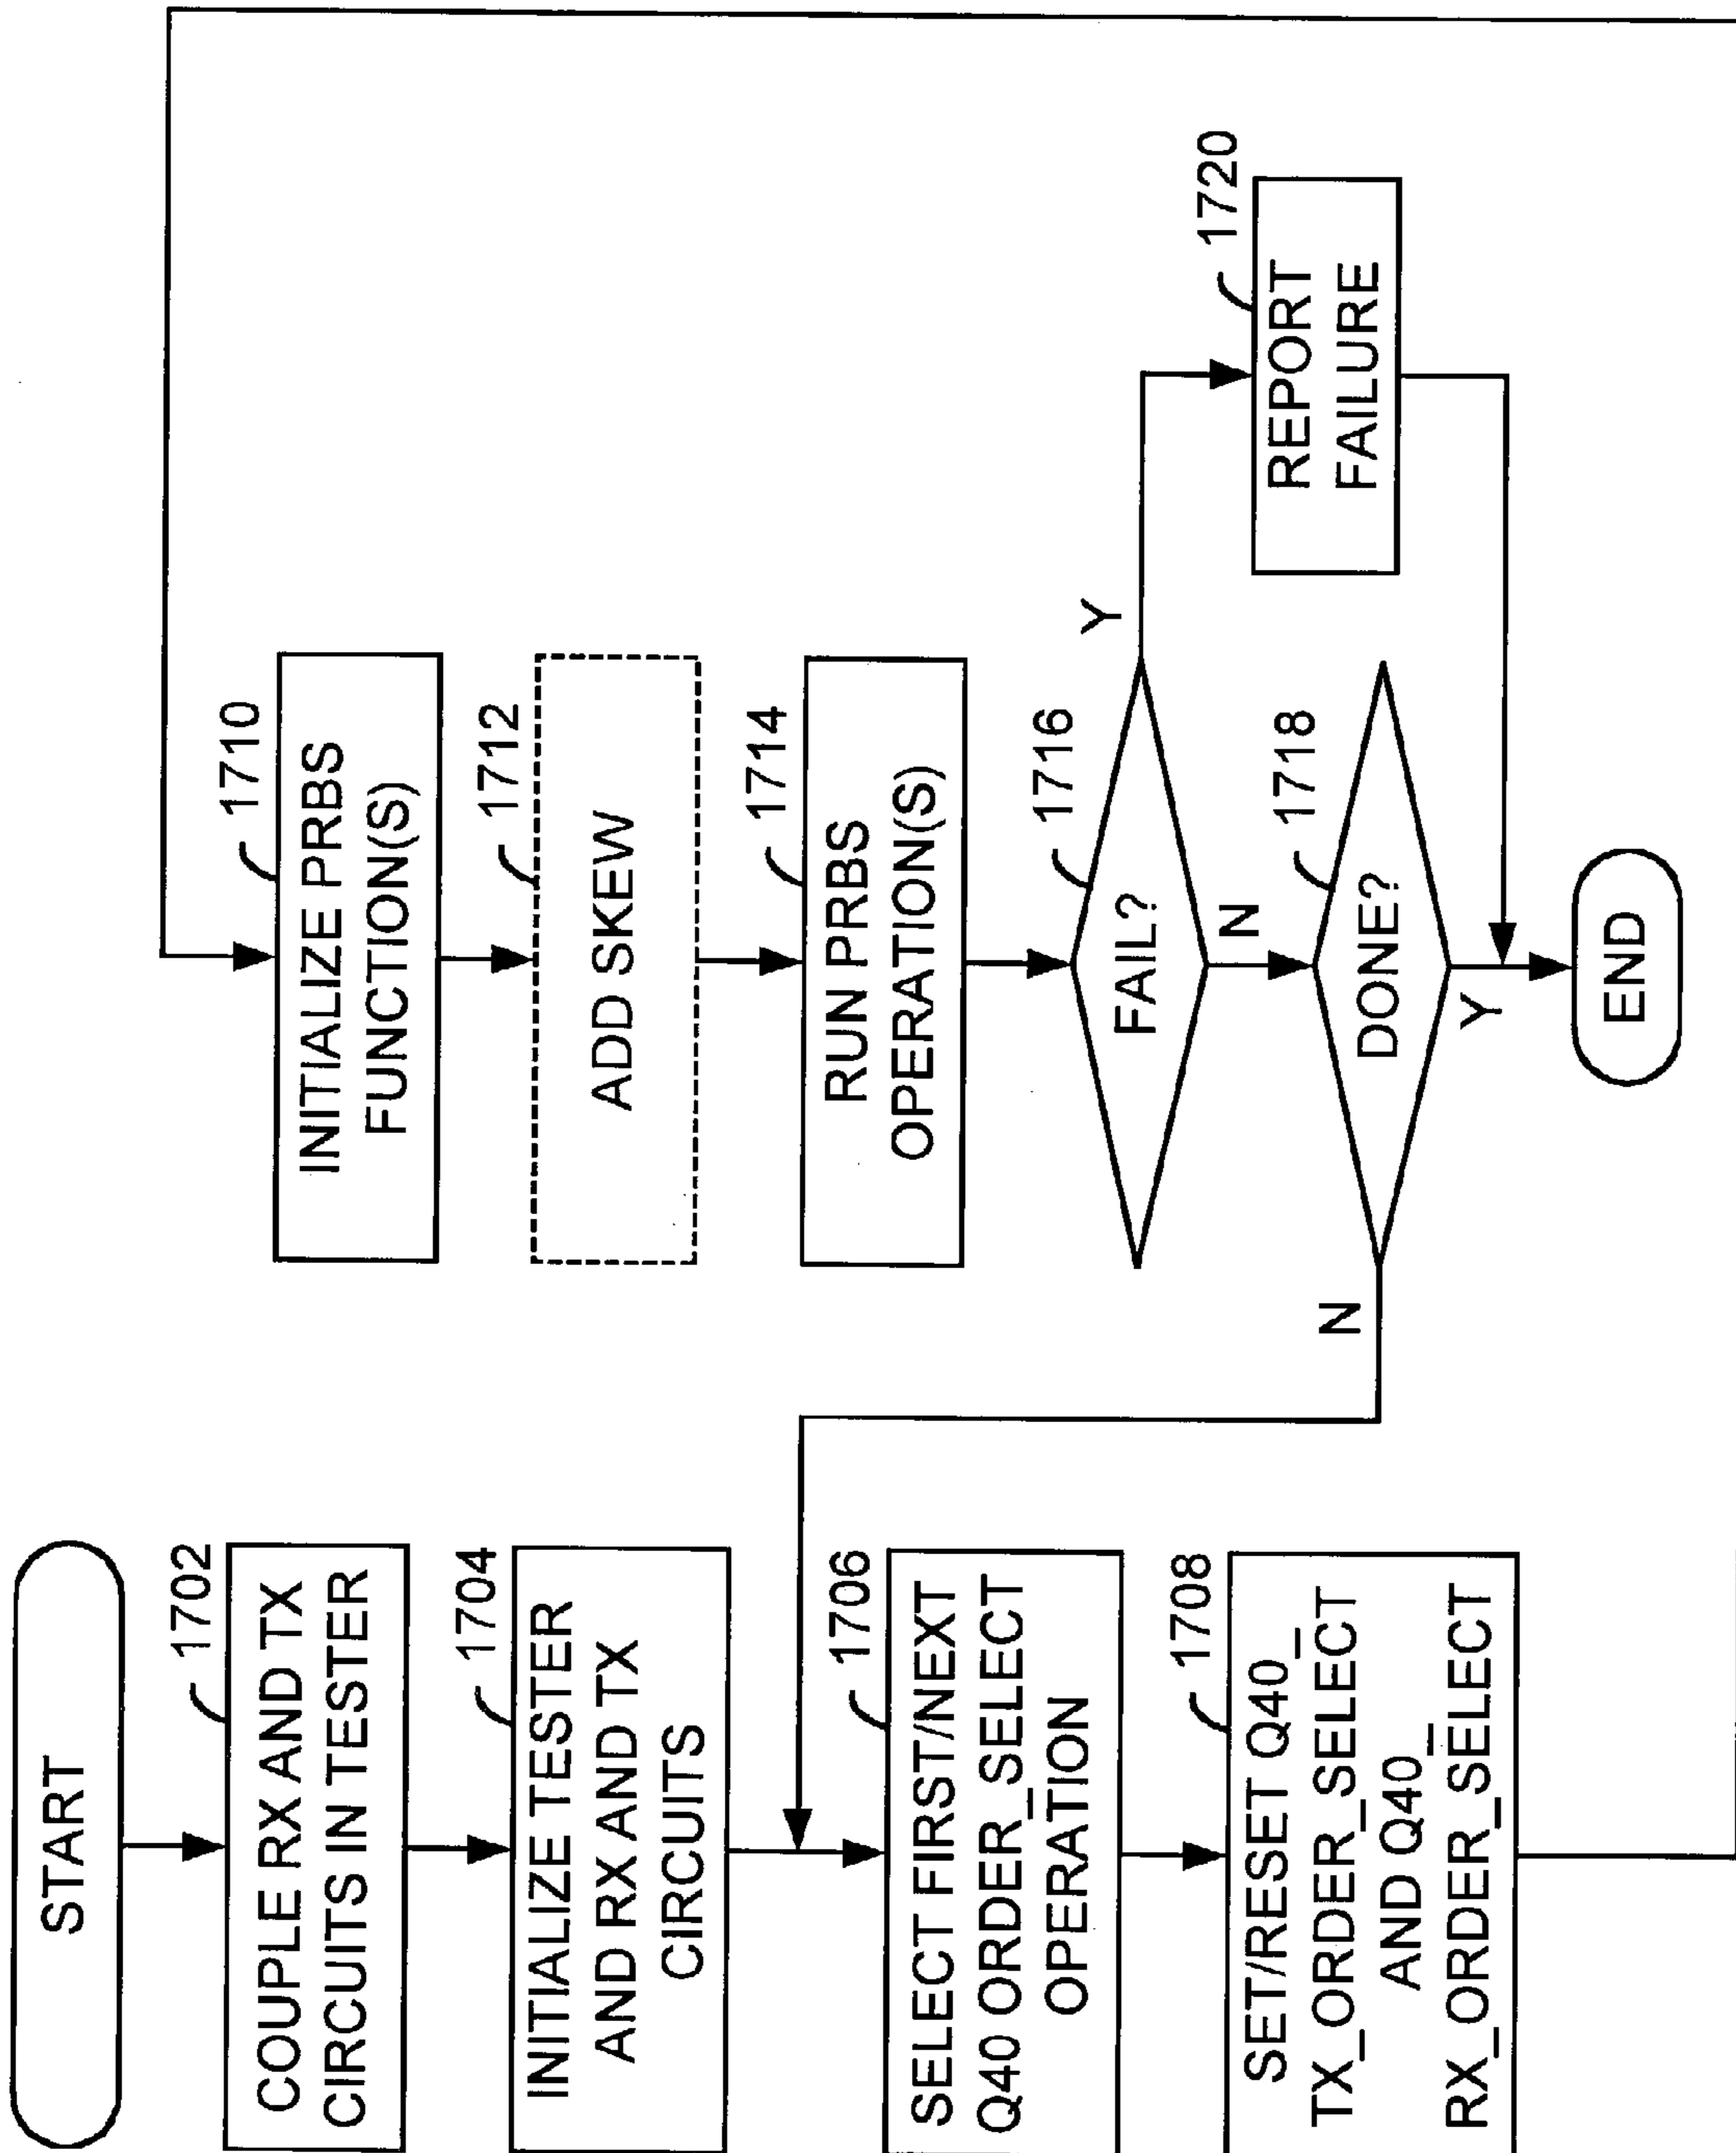 START
1702
COUPLE RX AND TX
CIRCUITS IN TESTER
1704
INITIALIZE TESTER
AND RX AND TX
CIRCUITS
1706
SELECT FIRST/NEXT
Q40 ORDER_SELECT
OPERATION
1708
SET/RESET Q40_
TX_ORDER_SELECT
AND Q40_
RX_ORDER_SELECT
1710
INITIALIZE PRBS
FUNCTION(S)
1712
ADD SKEW
1714
RUN PRBS
OPERATION(S)
1716
FAIL?
Y
N
1718
DONE?
N
Y
1720
REPORT
FAILURE
END